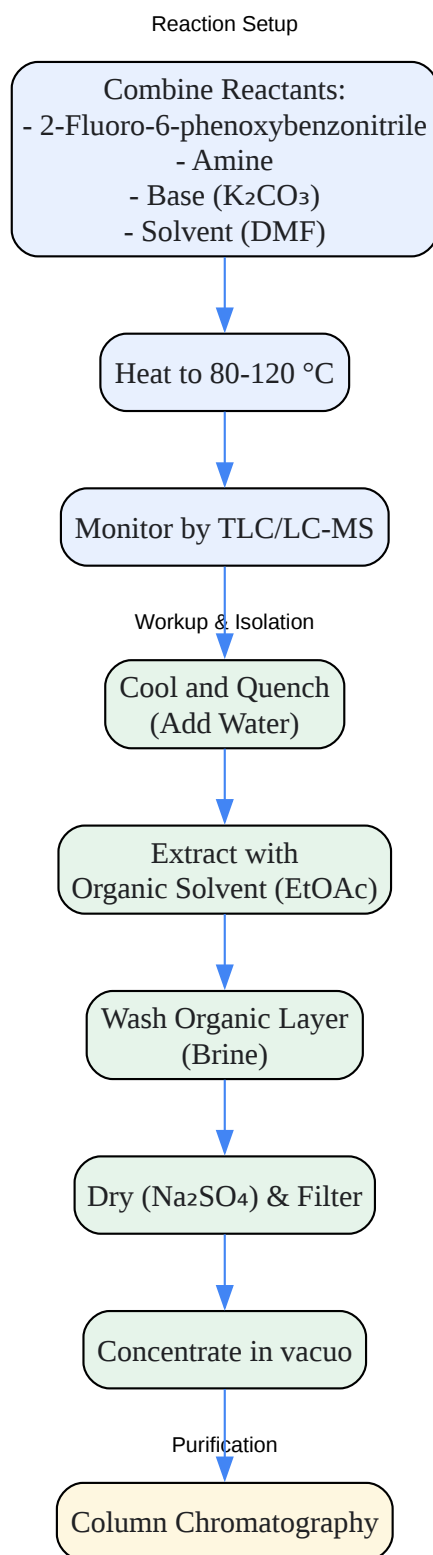 Reaction Setup
Combine Reactants:
- 2-Fluoro-6-phenoxybenzonitrile
- Amine
- Base (K₂CO₃)
- Solvent (DMF)
Heat to 80-120 °C
Monitor by TLC/LC-MS
Workup & Isolation
Cool and Quench
(Add Water)
Extract with
Organic Solvent (EtOAc)
Wash Organic Layer
(Brine)
Dry (Na₂SO₄) & Filter
Concentrate in vacuo
Purification
Column Chromatography